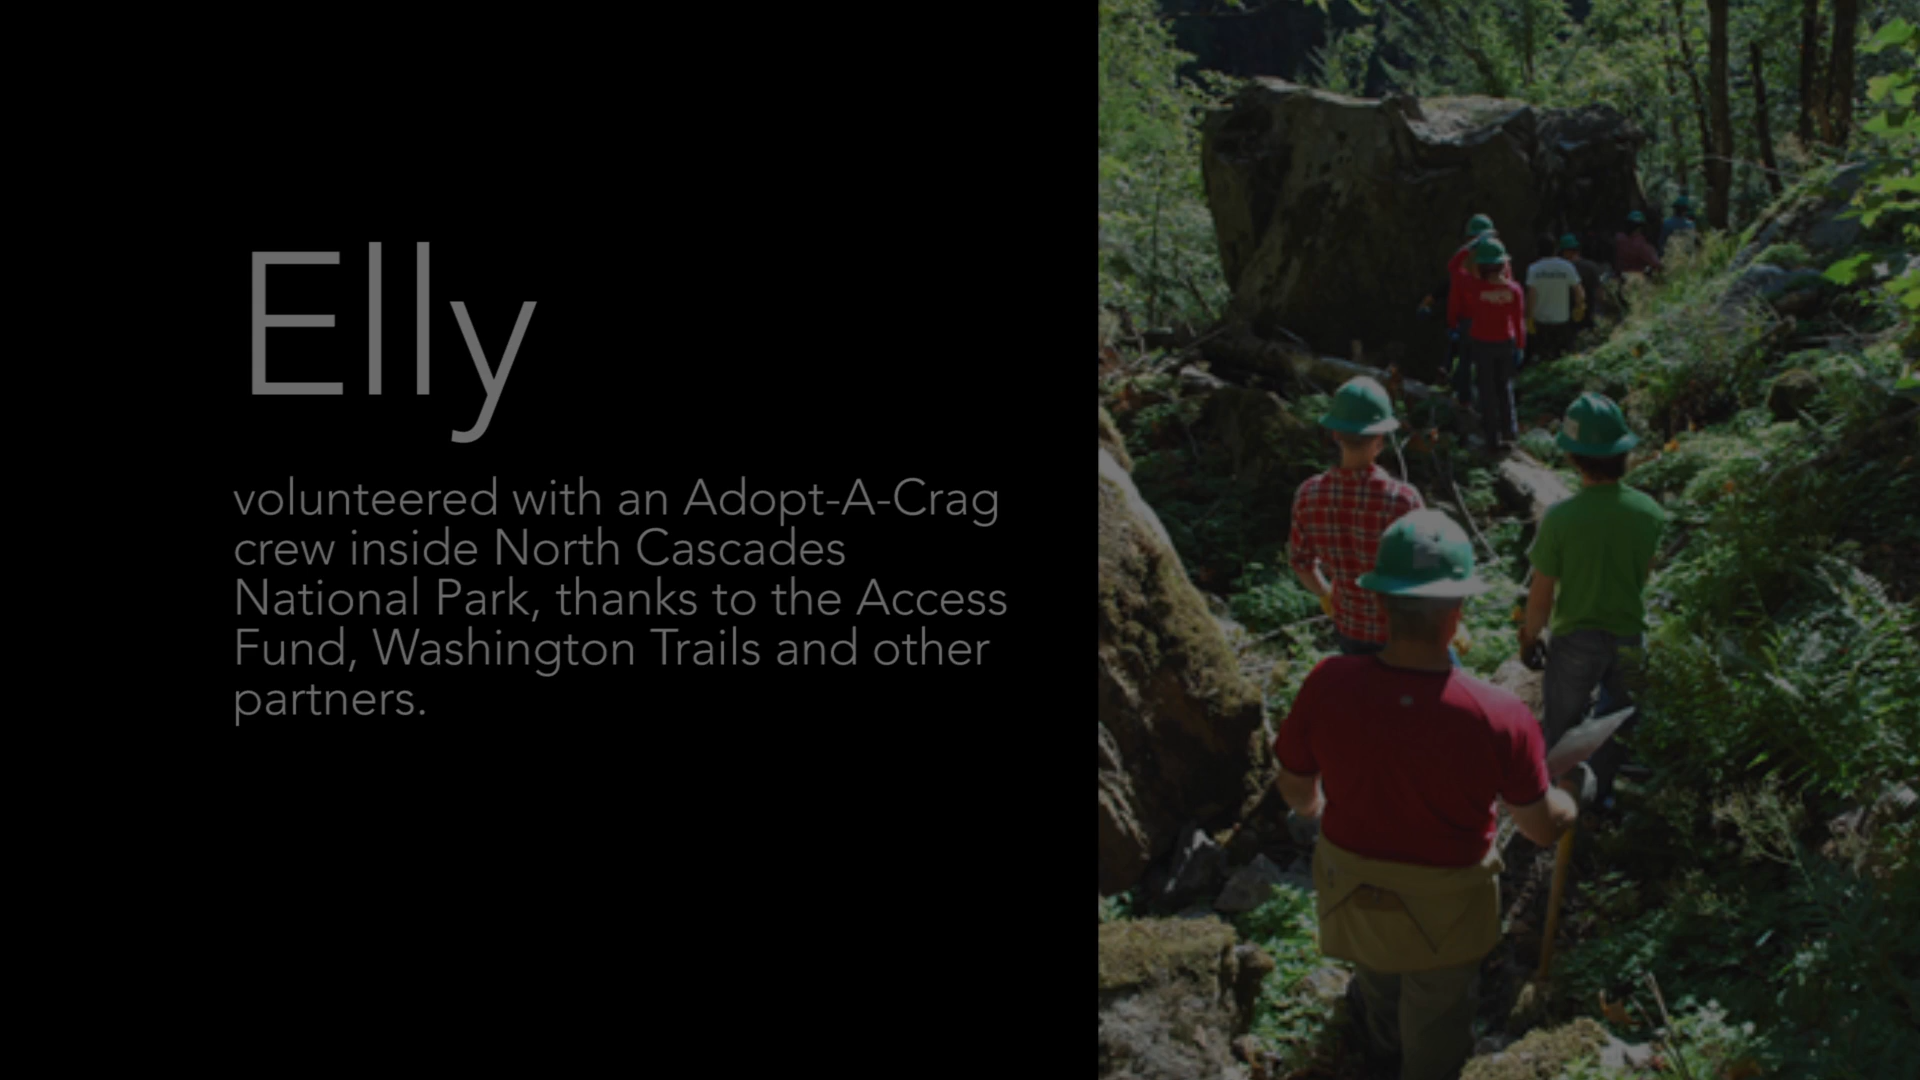 Elly
volunteered with an Adopt-A-Crag
crew inside North Cascades
National Park, thanks to the Access
Fund, Washington Trails and other
partners.